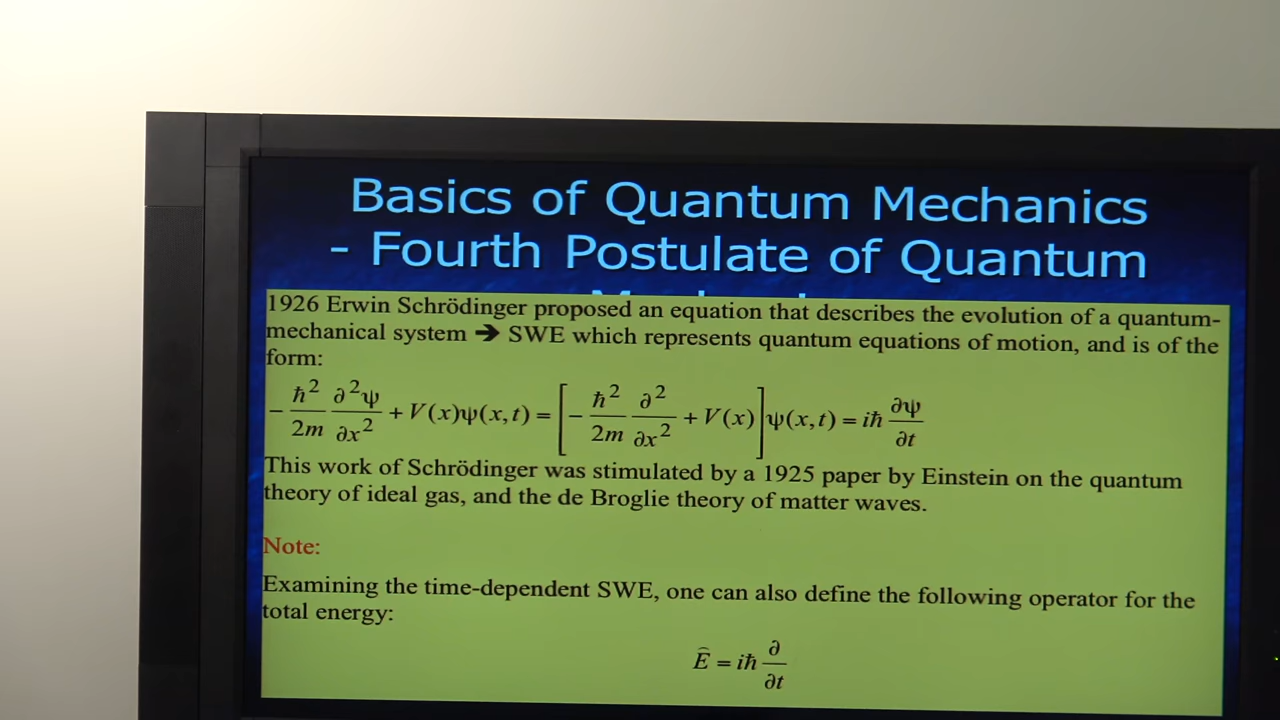 Basics of Quantum Mechanics
- Fourth Postulate of Quantum
1926 Erwin Schrödinger proposed an equation that describes the evolution of a quantum-
mechanical system ➔ SWE which represents quantum equations of motion, and is of the
form:
- ħ²/2m ∂²ψ/∂x² + V(x)ψ(x,t) = [ - ħ²/2m ∂²/∂x² + V(x) ] ψ(x,t) = iħ ∂ψ/∂t
This work of Schrödinger was stimulated by a 1925 paper by Einstein on the quantum
theory of ideal gas, and the de Broglie theory of matter waves.
Note:
Examining the time-dependent SWE, one can also define the following operator for the
total energy:
Ê = iħ ∂/∂t